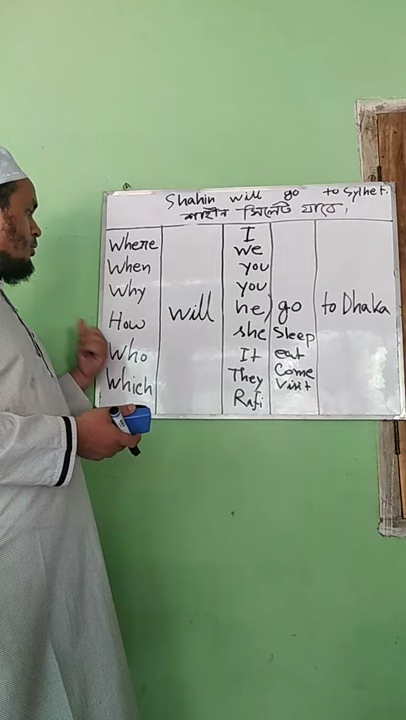 Shahin will go to Sylhet.
শাহীন সিলেট যাবে।
Where
When
Why
How
Who
Which
will
I
We
you
you
he
she
It
They
Rafi
go
Sleep
eat
Come
Visit
to Dhaka